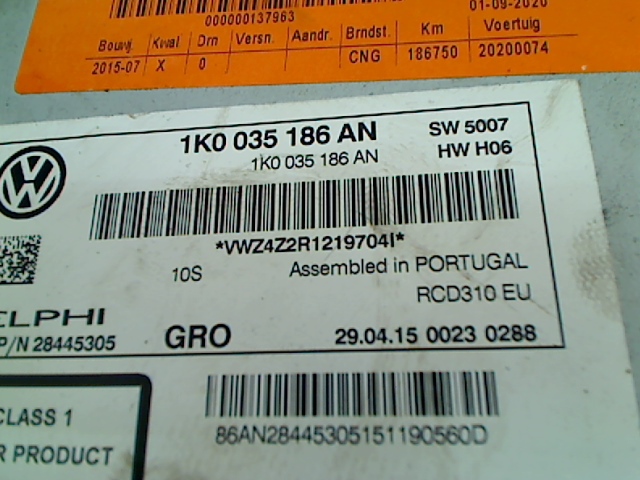 000000137963
01-09-2020
Bouwj. Kwal Drn Versn. Aandr. Brndst. Km Voertuig
2015-07 X 0 CNG 186750 20200074
1K0 035 186 AN SW 5007
1K0 035 186 AN HW H06
*VWZ4Z2R1219704I*
10S Assembled in PORTUGAL
RCD310 EU
ELPHI
P/N 28445305 GRO 29.04.15 0023 0288
CLASS 1
R PRODUCT
86AN28445305151190560D